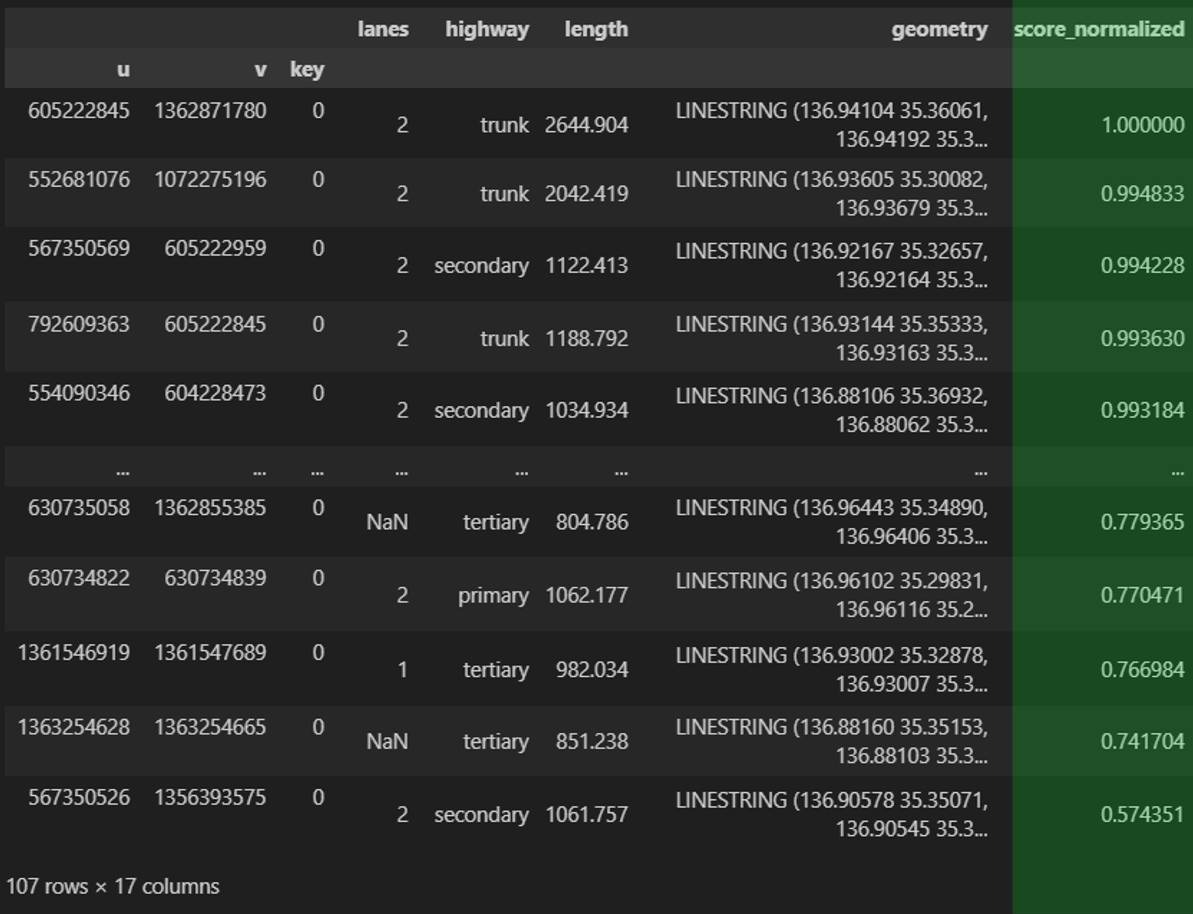 lanes highway length geometry score_normalized
u v key
605222845 1362871780 0 2 trunk 2644.904 LINESTRING (136.94104 35.36061, 1.000000
136.94192 35.3...
552681076 1072275196 0 2 trunk 2042.419 LINESTRING (136.93605 35.30082, 0.994833
136.93679 35.3...
567350569 605222959 0 2 secondary 1122.413 LINESTRING (136.92167 35.32657, 0.994228
136.92164 35.3...
792609363 605222845 0 2 trunk 1188.792 LINESTRING (136.93144 35.35333, 0.993630
136.93163 35.3...
554090346 604228473 0 2 secondary 1034.934 LINESTRING (136.88106 35.36932, 0.993184
136.88062 35.3...
... ... ... ... ... ... ... ...
630735058 1362855385 0 NaN tertiary 804.786 LINESTRING (136.96443 35.34890, 0.779365
136.96406 35.3...
630734822 630734839 0 2 primary 1062.177 LINESTRING (136.96102 35.29831, 0.770471
136.96116 35.2...
1361546919 1361547689 0 1 tertiary 982.034 LINESTRING (136.93002 35.32878, 0.766984
136.93007 35.3...
1363254628 1363254665 0 NaN tertiary 851.238 LINESTRING (136.88160 35.35153, 0.741704
136.88103 35.3...
567350526 1356393575 0 2 secondary 1061.757 LINESTRING (136.90578 35.35071, 0.574351
136.90545 35.3...
107 rows × 17 columns